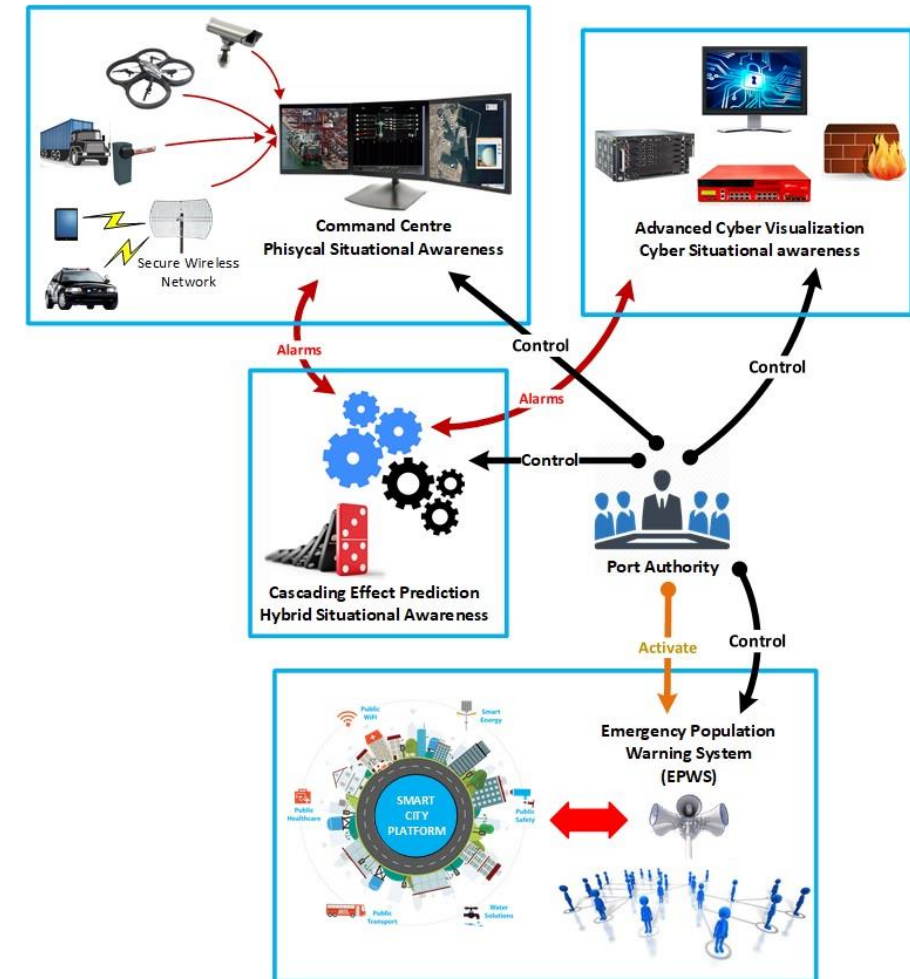 Secure Wireless
Network
Command Centre
Phisycal Situational Awareness
Advanced Cyber Visualization
Cyber Situational awareness
Alarms
Control
Control
Alarms
Control
Cascading Effect Prediction
Hybrid Situational Awareness
Port Authority
Activate
Control
Public
WiFi
Smart
Energy
Public
Healthcare
SMART
CITY
PLATFORM
Public
Safety
Public
Transport
Water
Solutions
Emergency Population
Warning System
(EPWS)